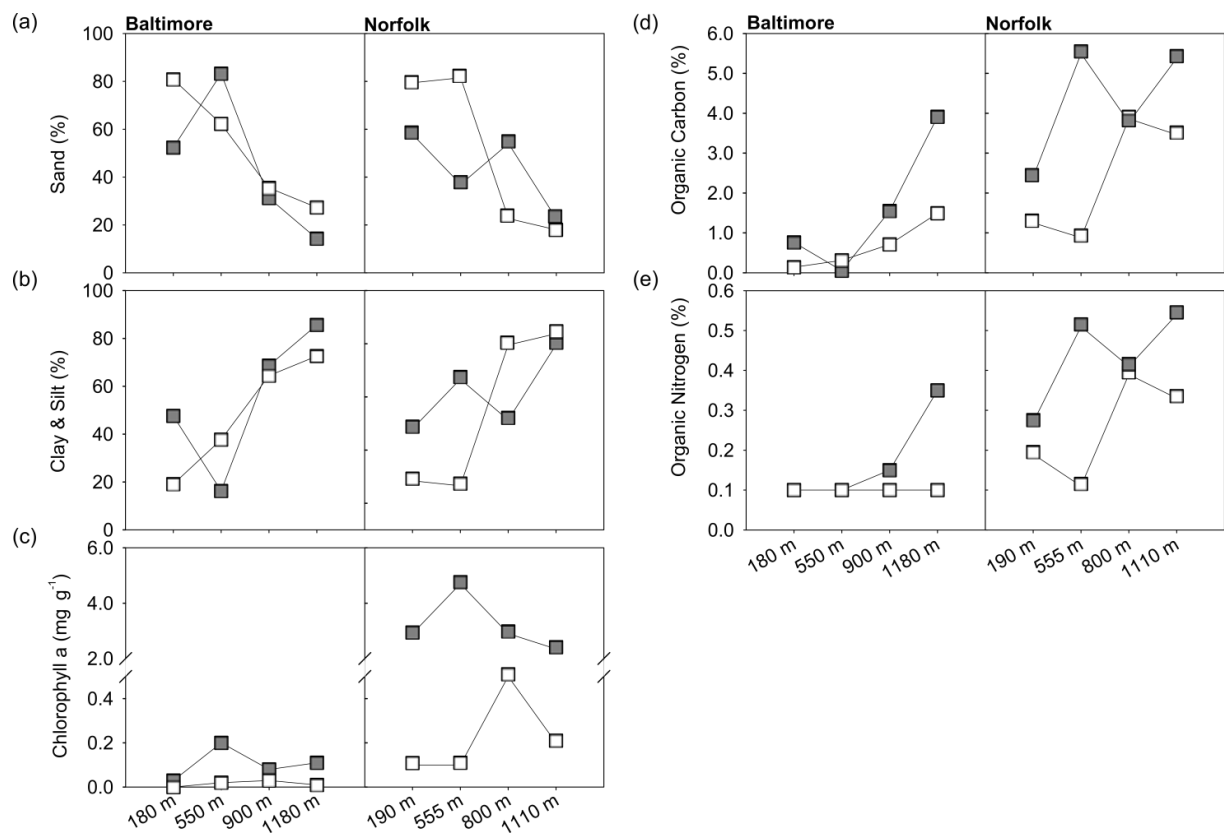 (a)
Baltimore
Norfolk
Sand (%)
100
80
60
40
20
0
(b)
Clay & Silt (%)
100
80
60
40
20
0
(c)
Chlorophyll a (mg g⁻¹)
6.0
4.0
2.0
0.4
0.2
0.0
180 m
550 m
900 m
1180 m
190 m
555 m
800 m
1110 m
(d)
Baltimore
Norfolk
Organic Carbon (%)
6.0
5.0
4.0
3.0
2.0
1.0
0.0
(e)
Organic Nitrogen (%)
0.6
0.5
0.4
0.3
0.2
0.1
0.0
180 m
550 m
900 m
1180 m
190 m
555 m
800 m
1110 m